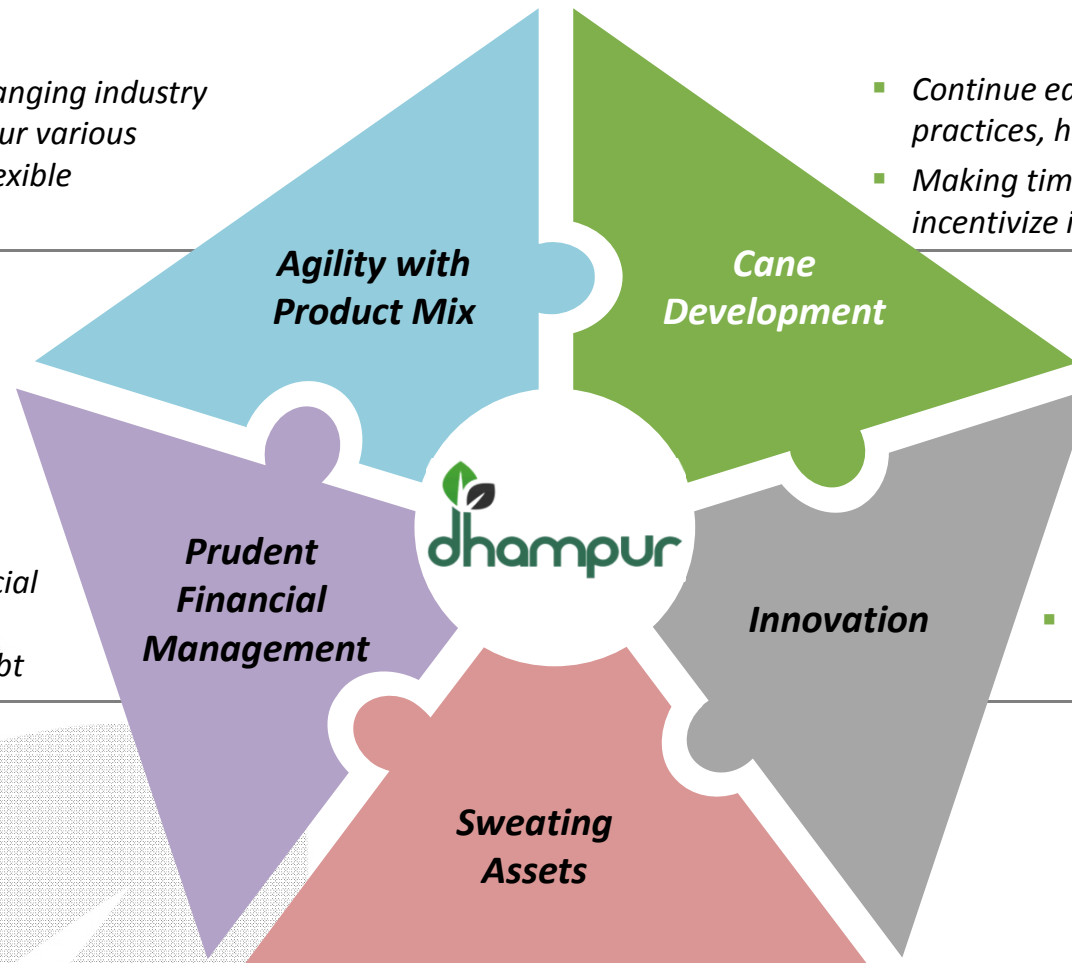 anging industry
ur various
exible
Continue ea
practices, h
Making tim
incentivize i
Agility with
Product Mix
Cane
Development
dhampur
Prudent
Financial
Management
cial
bt
Innovation
Sweating
Assets